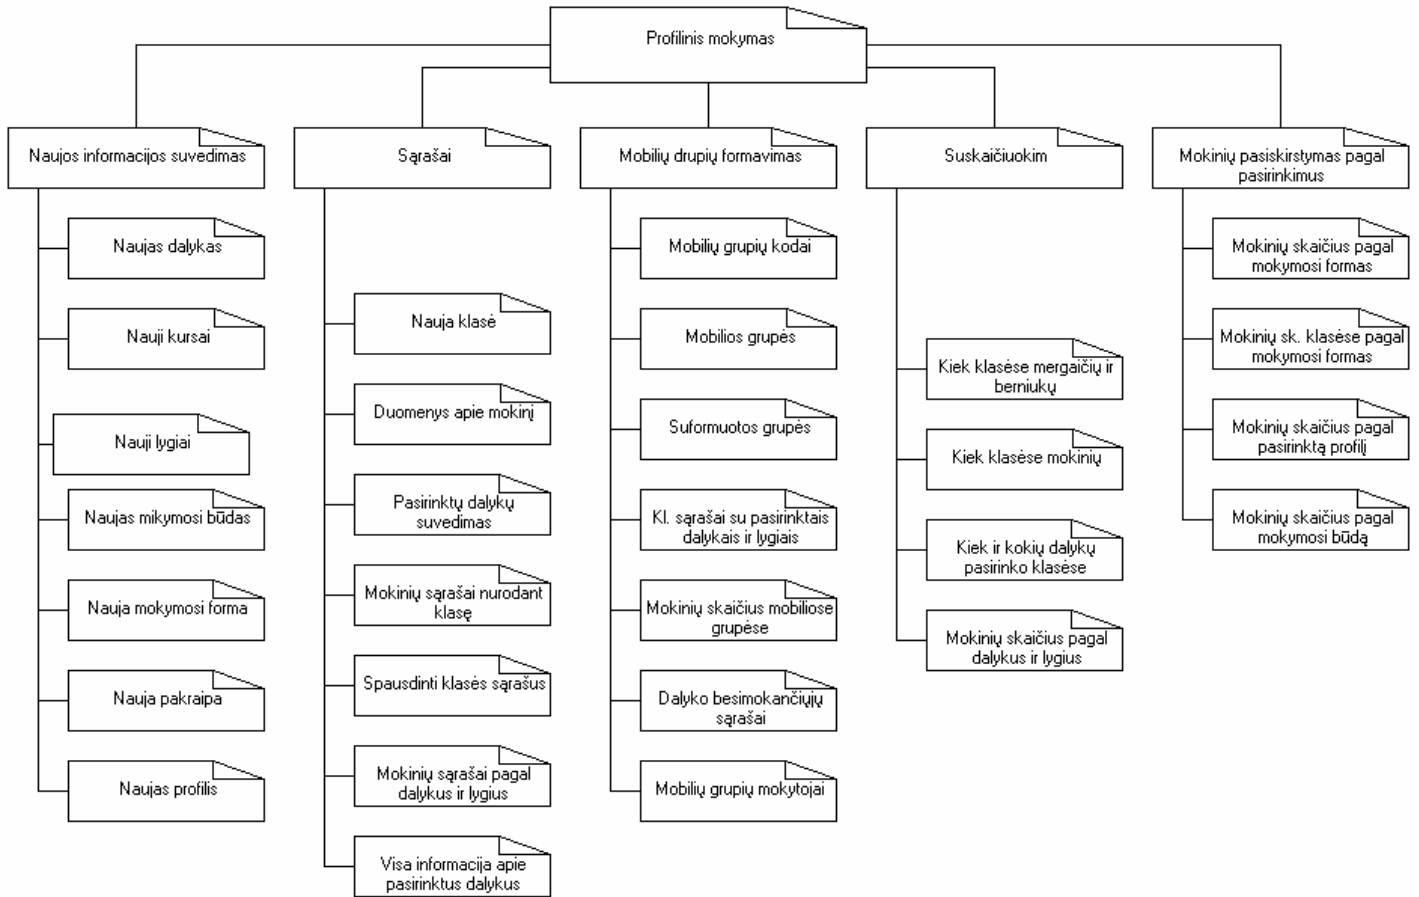 Profilinis mokymas
Naujos informacijos suvedimas
Naujas dalykas
Nauji kursai
Nauji lygiai
Naujas mikymosi būdas
Nauja mokymosi forma
Nauja pakraipa
Naujas profilis
Sąrašai
Nauja klasė
Duomenys apie mokinį
Pasirinktų dalykų
suvedimas
Mokinių sąrašai nurodant
klasę
Spausdinti klasės sąrašus
Mokinių sąrašai pagal
dalykus ir lygius
Visa informacija apie
pasirinktus dalykus
Mobilių drupių formavimas
Mobilių grupių kodai
Mobilios grupės
Suformuotos grupės
Kl. sąrašai su pasirinktais
dalykais ir lygiais
Mokinių skaičius mobiliose
grupėse
Dalyko besimokančiųjų
sąrašai
Mobilių grupių mokytojai
Suskaičiuokim
Kiek klasėse mergaičių ir
berniukų
Kiek klasėse mokinių
Kiek ir kokių dalykų
pasirinko klasėse
Mokinių skaičius pagal
dalykus ir lygius
Mokinių pasiskirstymas pagal
pasirinkimus
Mokinių skaičius pagal
mokymosi formas
Mokinių sk. klasėse pagal
mokymosi formas
Mokinių skaičius pagal
pasirinktą profilį
Mokinių skaičius pagal
mokymosi būdą